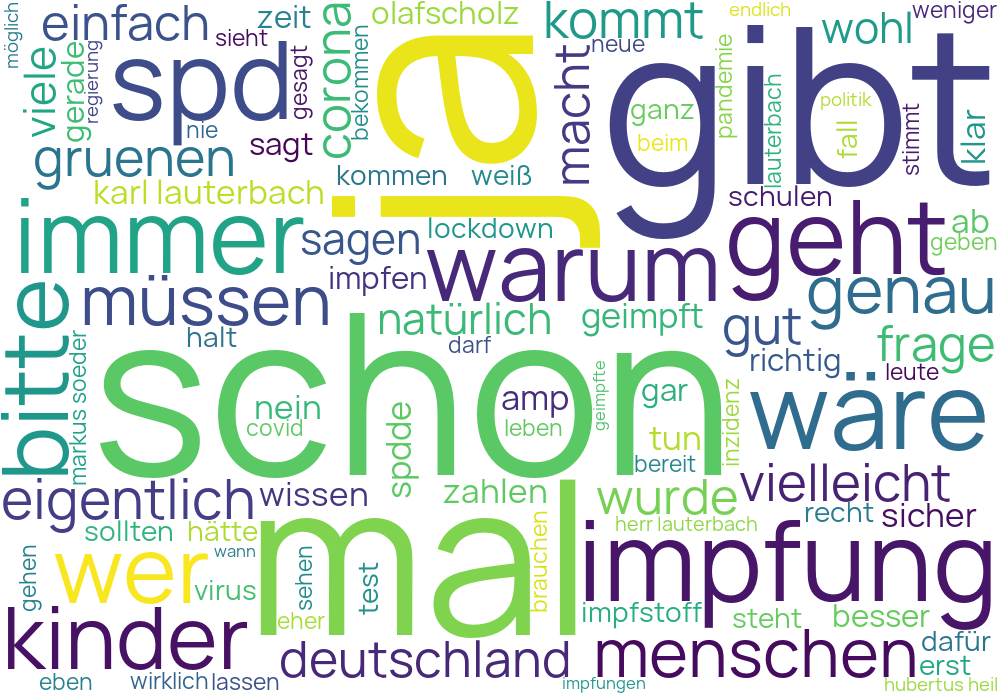 möglich
einfach
zeit
olafscholz
kommt
endlich
weniger
wohl
sieht
viele
gerade
regierung
spd
gesagt
corona
bekommen
ja
macht
neue
gibt
ganz
beim
pandemie
lauterbach
politik
fall
stimmt
klar
nie
sagt
gruenen
kommen
weiß
karl lauterbach
schulen
immer
sagen
lockdown
warum
geht
ab
geben
impfen
bitte
müssen
natürlich
geimpft
gut
genau
halt
darf
richtig
frage
leute
markus soeder
schon
nein
covid
amp
leben
geimpfte
gar
inzidenz
wäre
spdde
tun
bereit
eigentlich
wissen
zahlen
wurde
vielleicht
sollten
hätte
herr lauterbach
recht
sicher
wer
wann
mal
brauchen
impfung
gehen
virus
sehen
test
eher
impfstoff
steht
besser
kinder
deutschland
menschen
dafür
erst
eben
wirklich
lassen
impfungen
hubertus heil